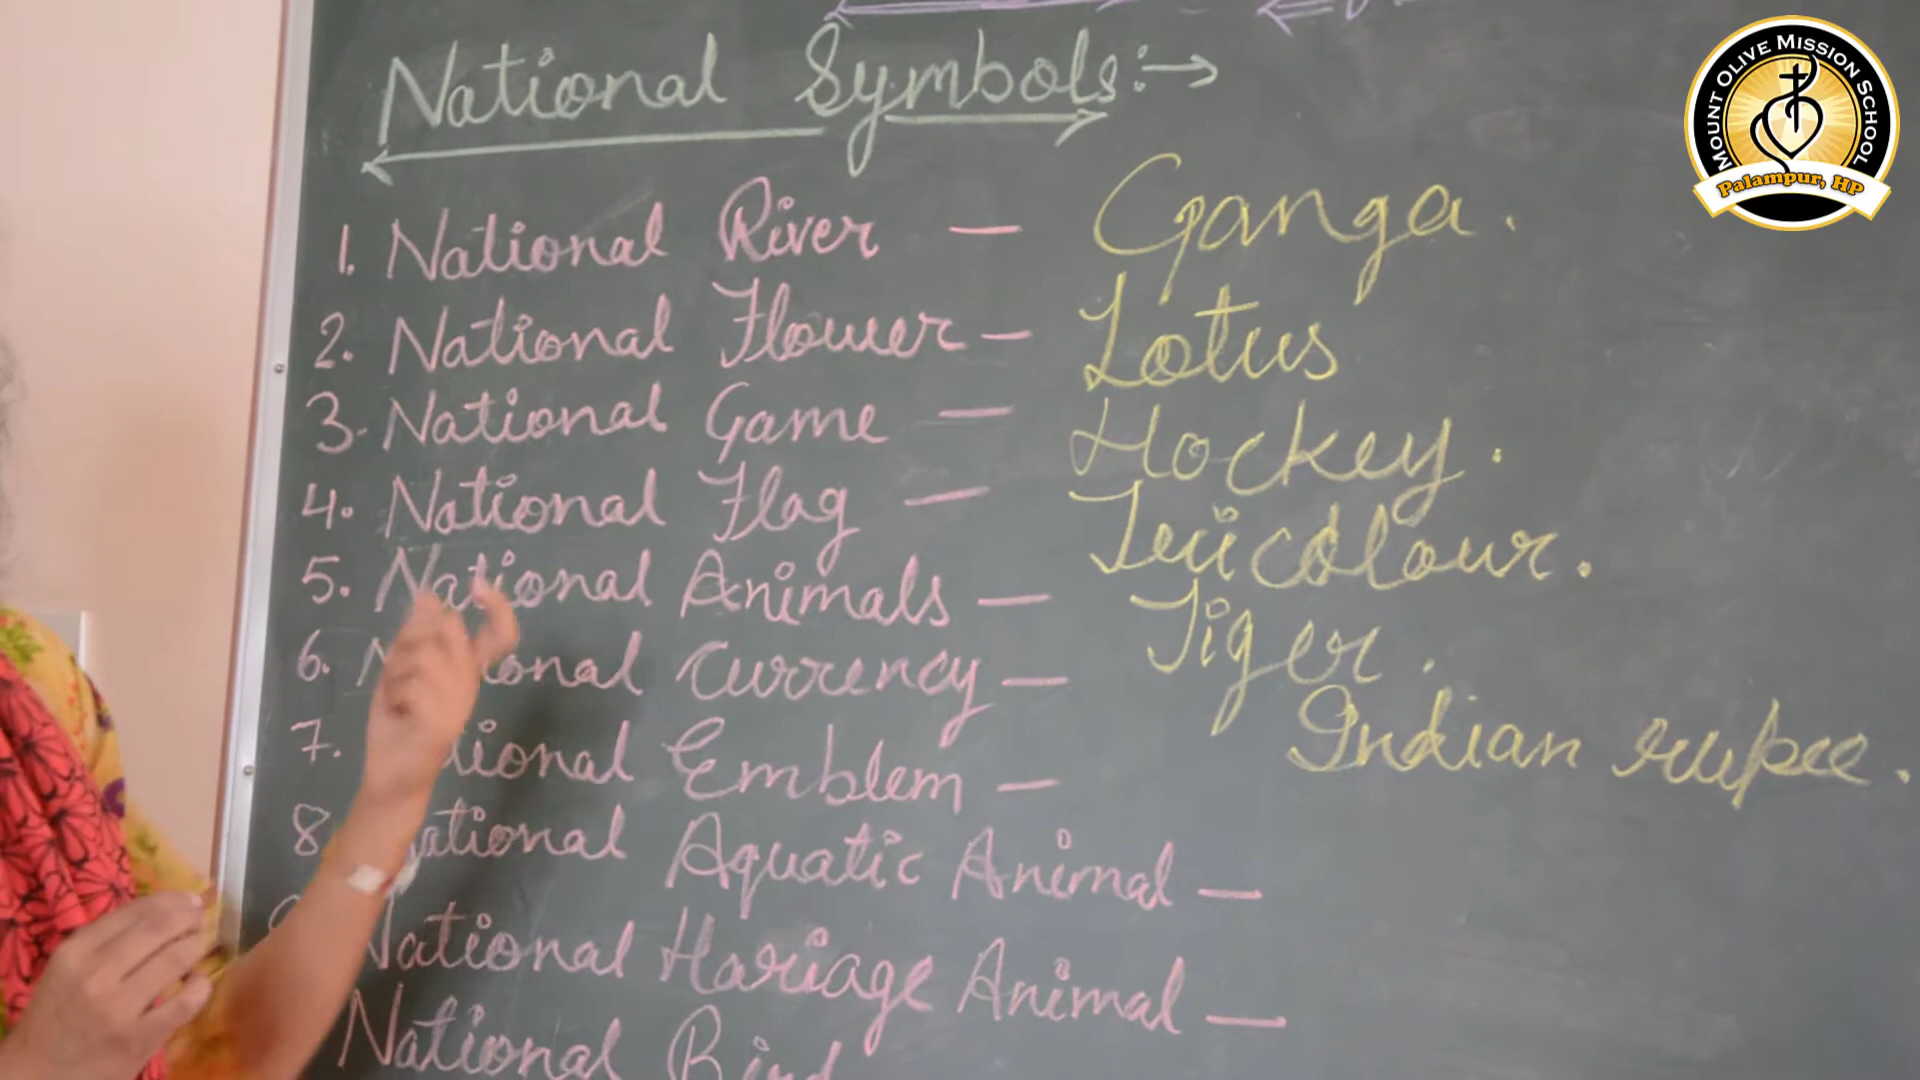 National Symbols:→
1. National River — Ganga.
2. National Flower — Lotus
3. National Game — Hockey.
4. National Flag — Tricolour.
5. National Animals — Tiger.
6. National Currency — Indian rupee.
7. National Emblem —
8. National Aquatic Animal —
National Hariage Animal —
National Bird
MOUNT OLIVE MISSION SCHOOL
Palampur, HP